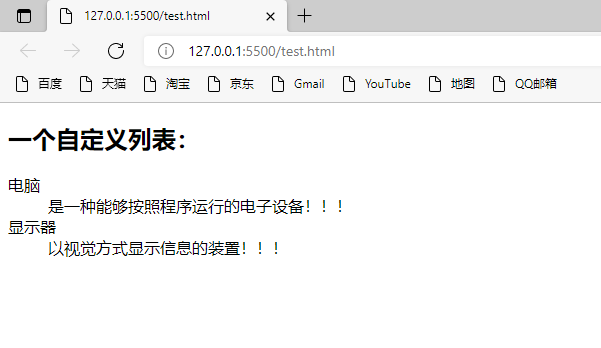 127.0.0.1:5500/test.html
127.0.0.1:5500/test.html
百度 天猫 淘宝 京东 Gmail YouTube 地图 QQ邮箱
一个自定义列表：
电脑
是一种能够按照程序运行的电子设备！！！
显示器
以视觉方式显示信息的装置！！！